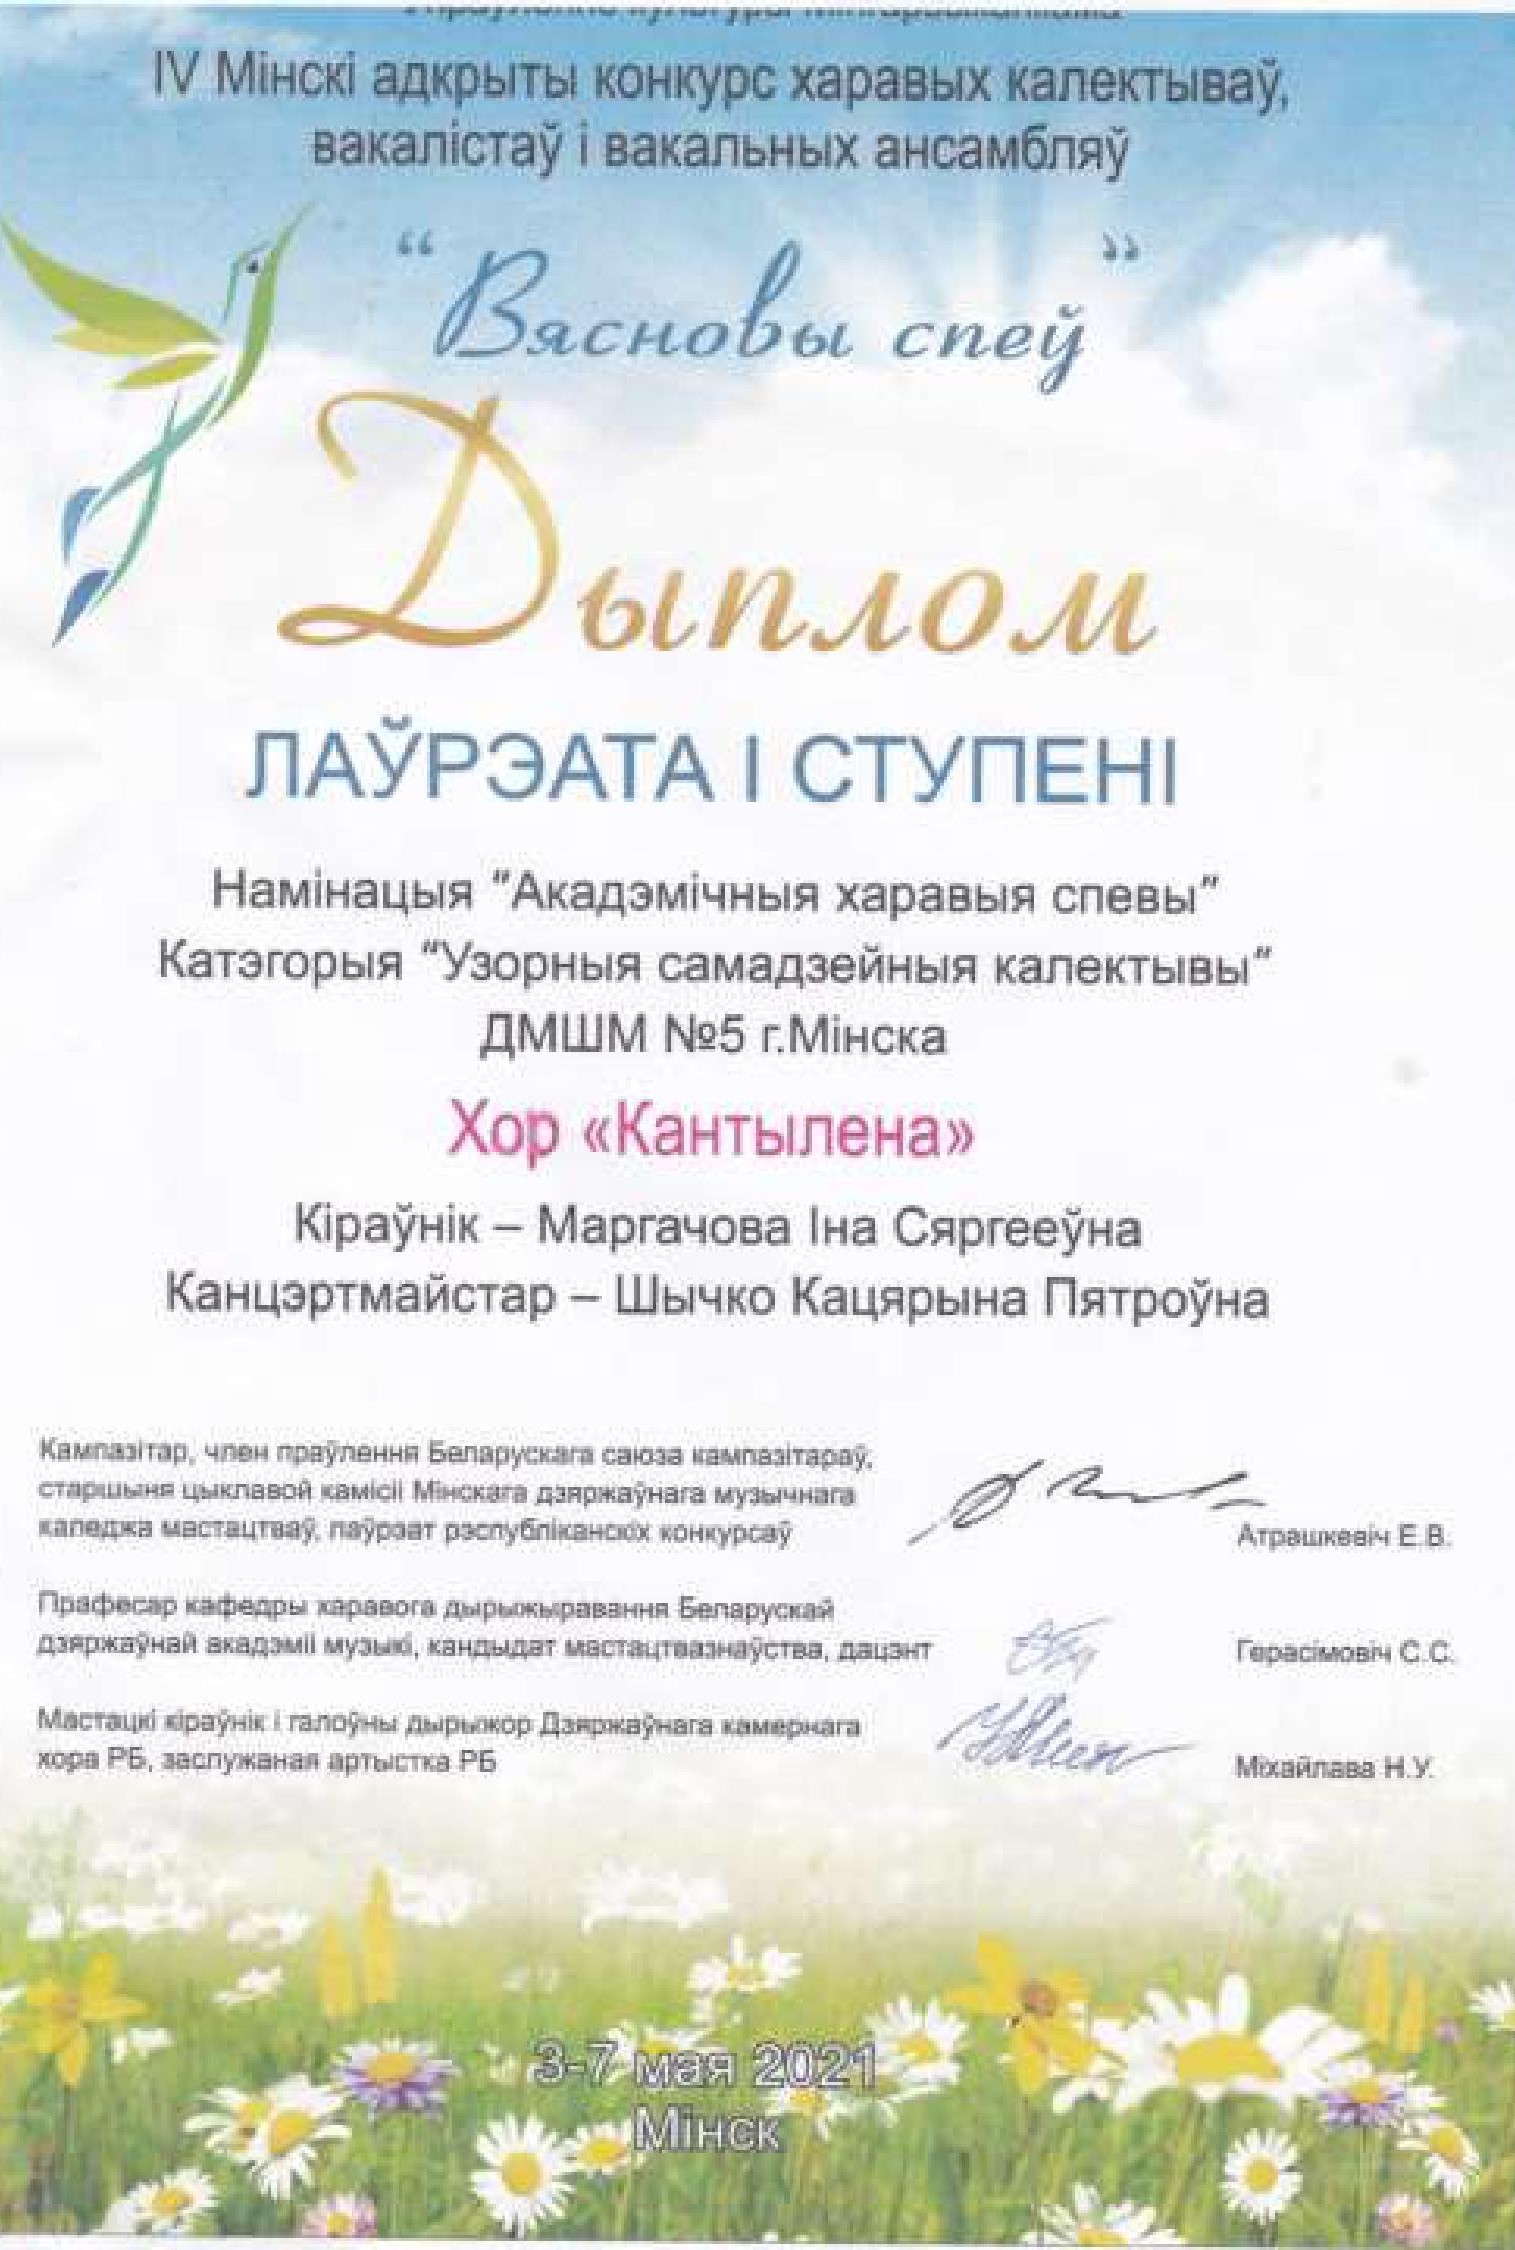 IV Мінскі адкрыты конкурс харавых калектываў,
вакалістаў і вакальных ансамбляў
“Вясновы спеў”
Дыплом
ЛАЎРЭАТА І СТУПЕНІ
Намінацыя “Акадэмічныя харавыя спевы”
Катэгорыя “Узорныя самадзейныя калектывы”
ДМШМ №5 г.Мінска
Хор «Кантылена»
Кіраўнік – Маргачова Іна Сяргееўна
Канцэртмайстар – Шычко Кацярына Пятроўна
Кампазітар, член праўлення Беларускага саюза кампазітараў,
старшыня цыклавой камісіі Мінскага дзяржаўнага музычнага
каледжа мастацтваў, лаўрэат рэспубліканскіх конкурсаў
Атрашкевіч Е.В.
Прафесар кафедры харавога дырыжыравання Беларускай
дзяржаўнай акадэміі музыкі, кандыдат мастацтвазнаўства, дацэнт
Герасімовіч С.С.
Мастацкі кіраўнік і галоўны дырыжор Дзяржаўнага камернага
хора РБ, заслужаная артыстка РБ
Міхайлава Н.У.
3-7 мая 2021
Мінск